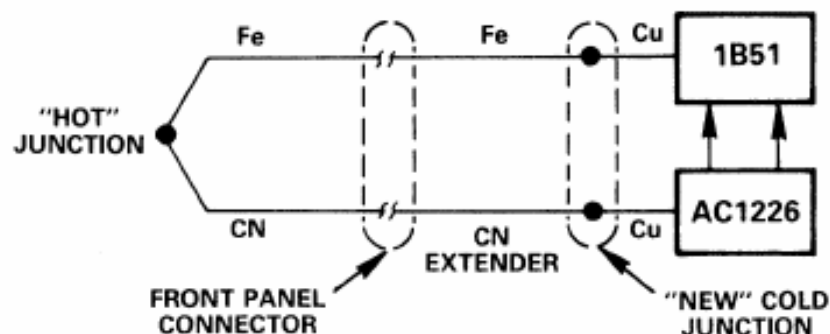 Fe
Fe
Cu
1B51
"HOT"
JUNCTION
AC1226
CN
CN
EXTENDER
Cu
FRONT PANEL
CONNECTOR
"NEW" COLD
JUNCTION